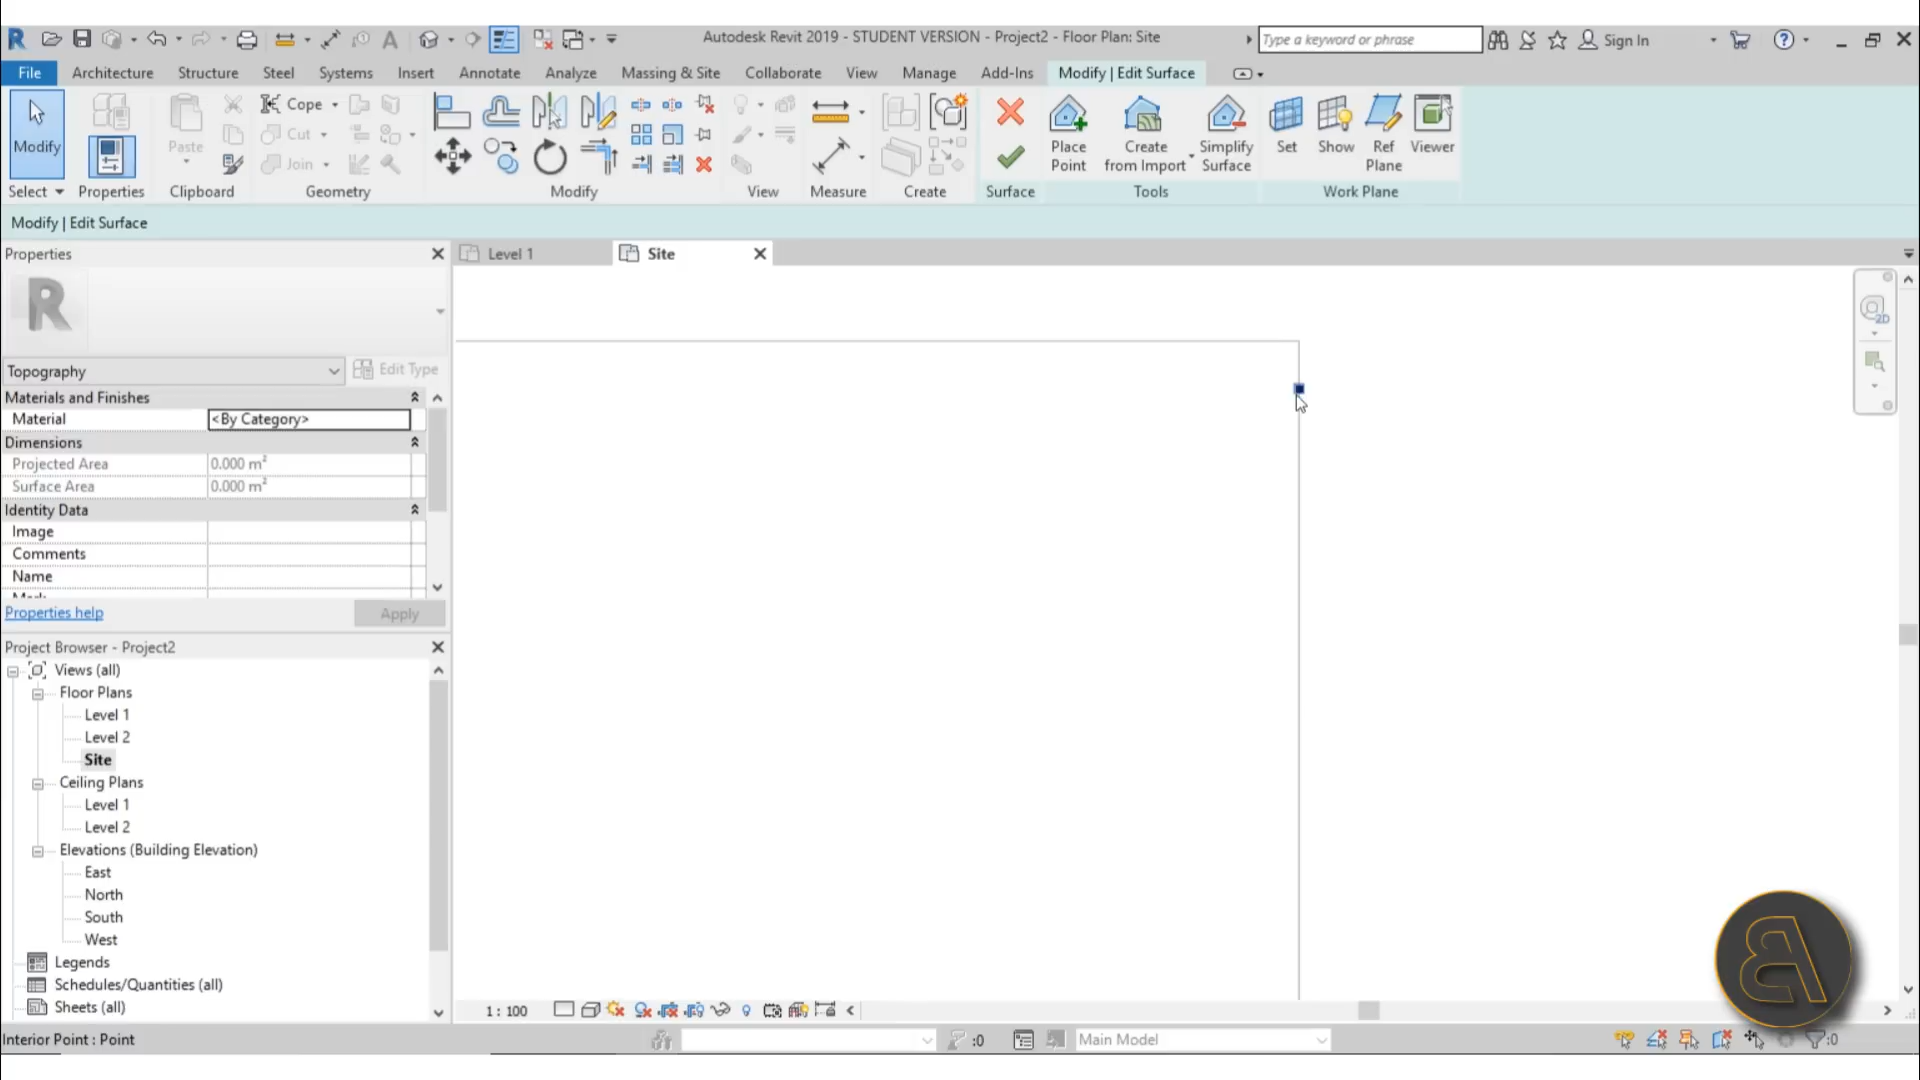 Autodesk Revit 2019 - STUDENT VERSION - Project2 - Floor Plan: Site
Type a keyword or phrase
Sign In
File Architecture Structure Steel Systems Insert Annotate Analyze Massing & Site Collaborate View Manage Add-Ins Modify | Edit Surface
Modify
Paste
Cope
Cut
Join
Place Point
Create from Import
Simplify Surface
Set
Show
Ref Plane
Viewer
Select Properties Clipboard Geometry Modify View Measure Create Surface Tools Work Plane
Modify | Edit Surface
Properties
Level 1
Site
Topography
Edit Type
Materials and Finishes
Material <By Category>
Dimensions
Projected Area 0.000 m²
Surface Area 0.000 m²
Identity Data
Image
Comments
Name
Properties help
Apply
Project Browser - Project2
Views (all)
Floor Plans
Level 1
Level 2
Site
Ceiling Plans
Level 1
Level 2
Elevations (Building Elevation)
East
North
South
West
Legends
Schedules/Quantities (all)
Sheets (all)
1 : 100
Interior Point : Point
:0
Main Model
:0